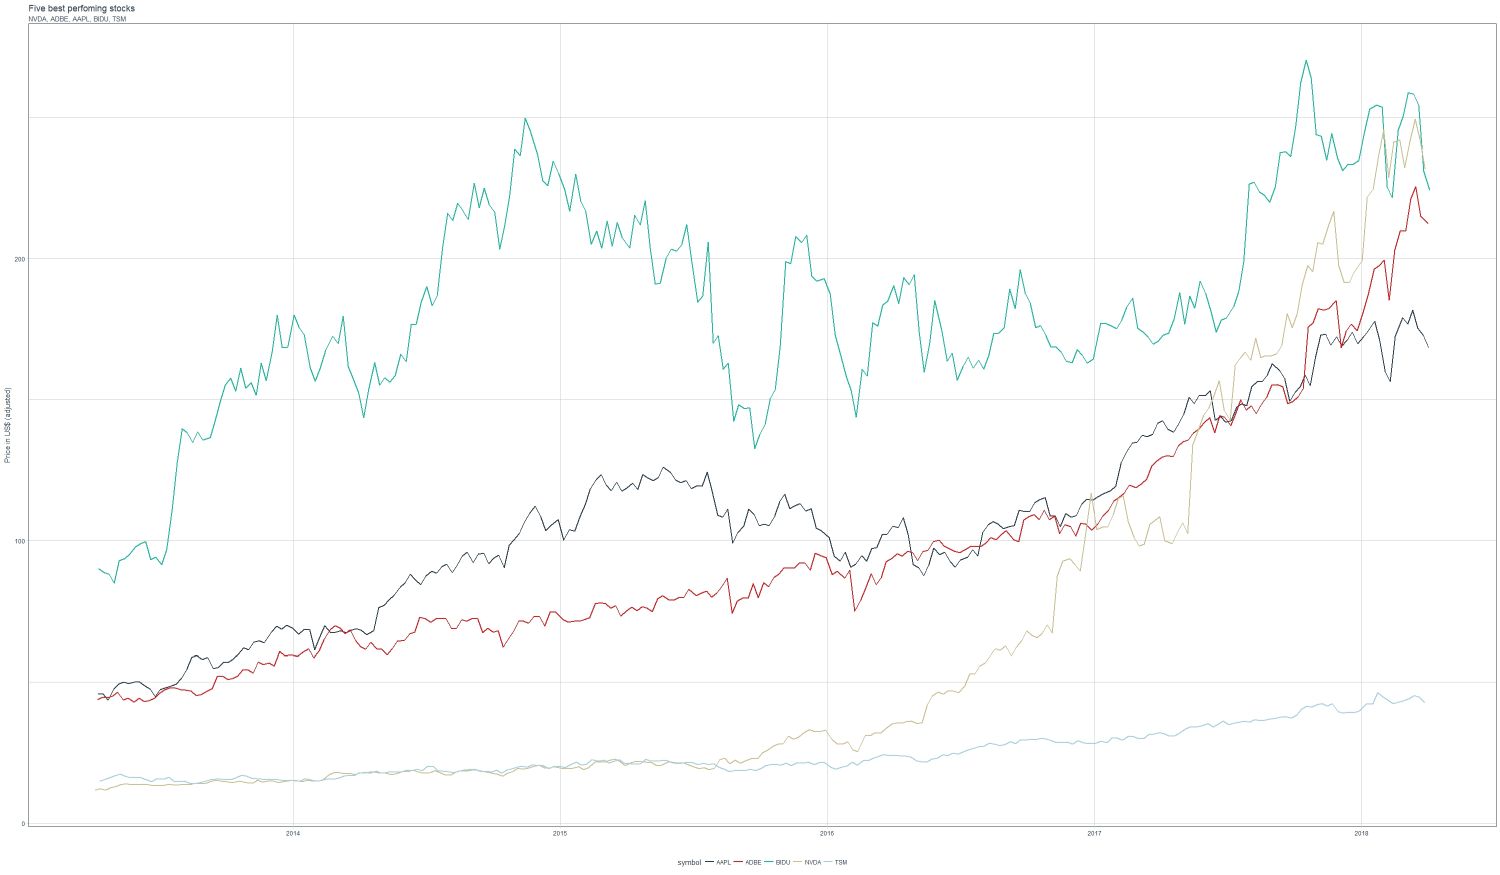 Five best perfoming stocks
NVDA, ADBE, AAPL, BIDU, TSM
Price in US$ (adjusted)
200
100
0
2014
2015
2016
2017
2018
symbol AAPL ADBE BIDU NVDA TSM